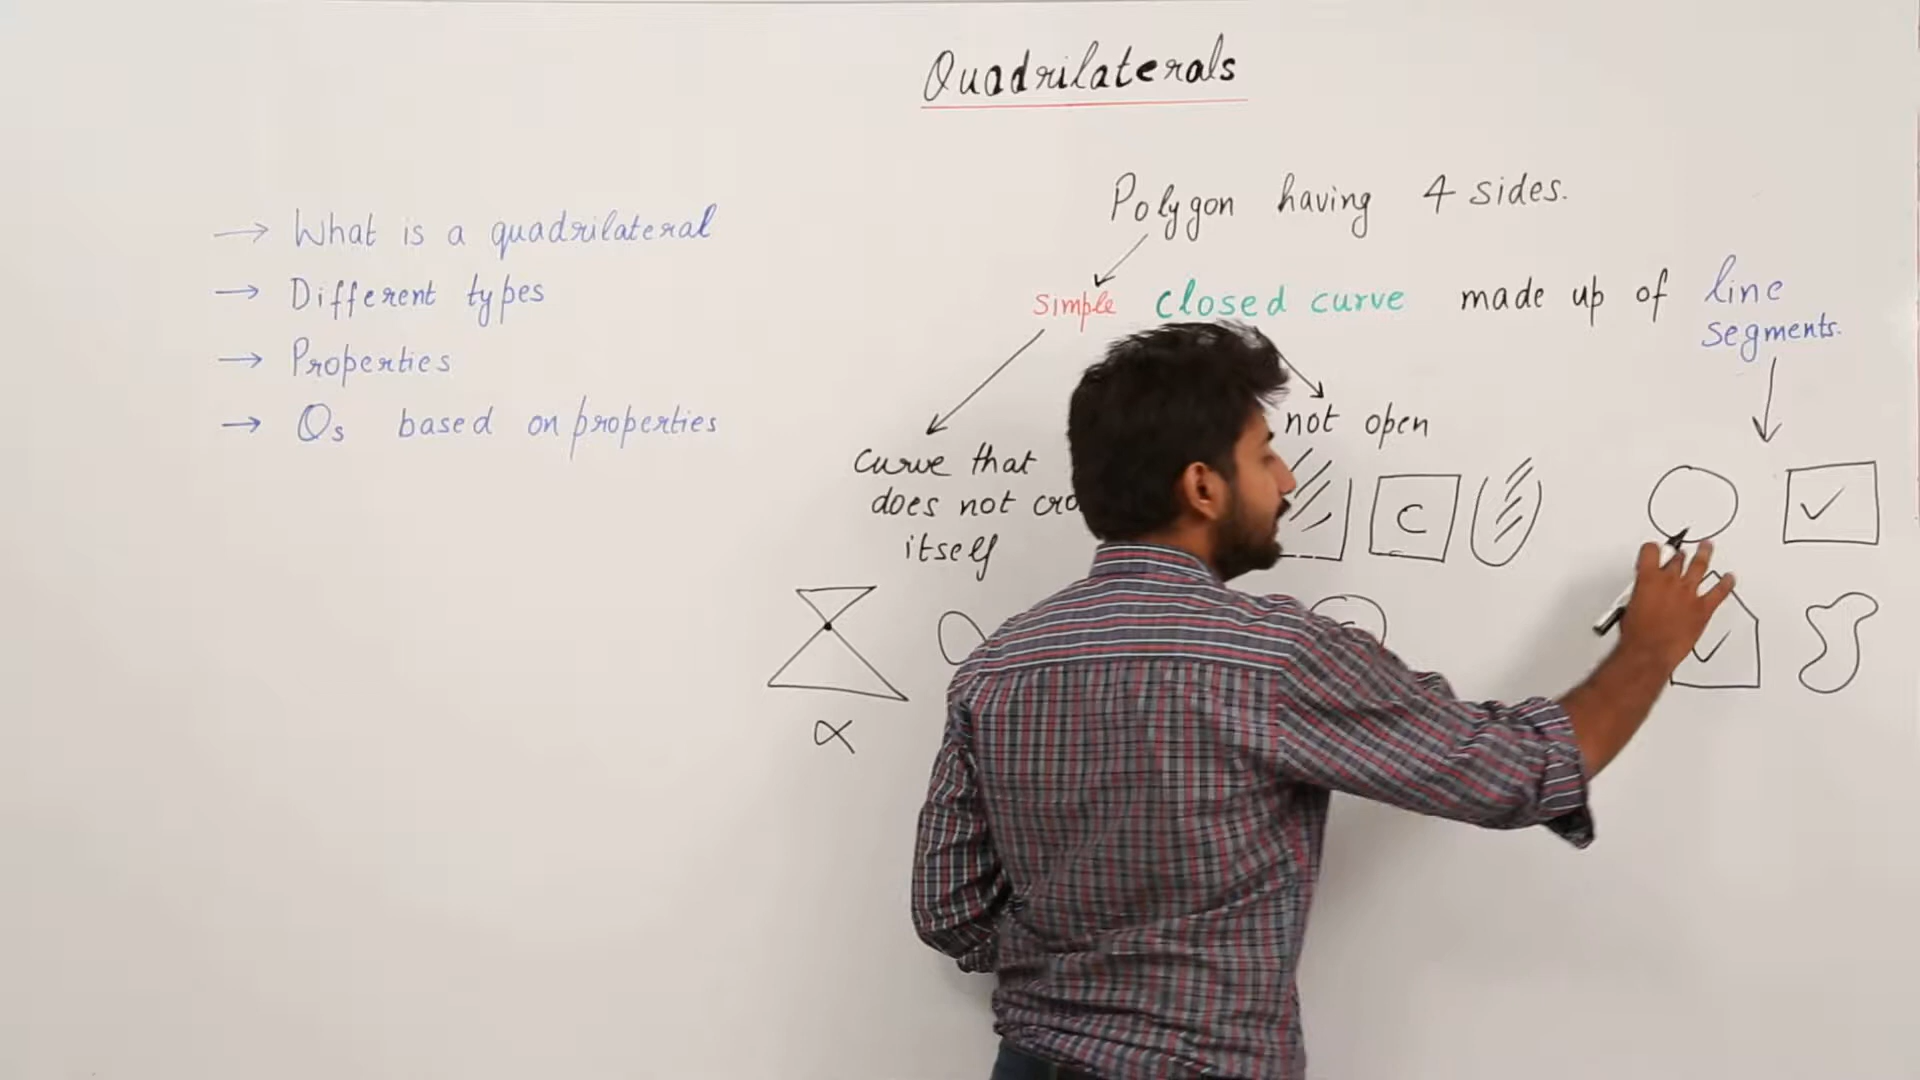 Quadrilaterals
→ What is a quadrilateral
→ Different types
→ Properties
→ Qs based on properties
Polygon having 4 sides.
simple closed curve made up of line
segments.
curve that
does not
itself
not open
C